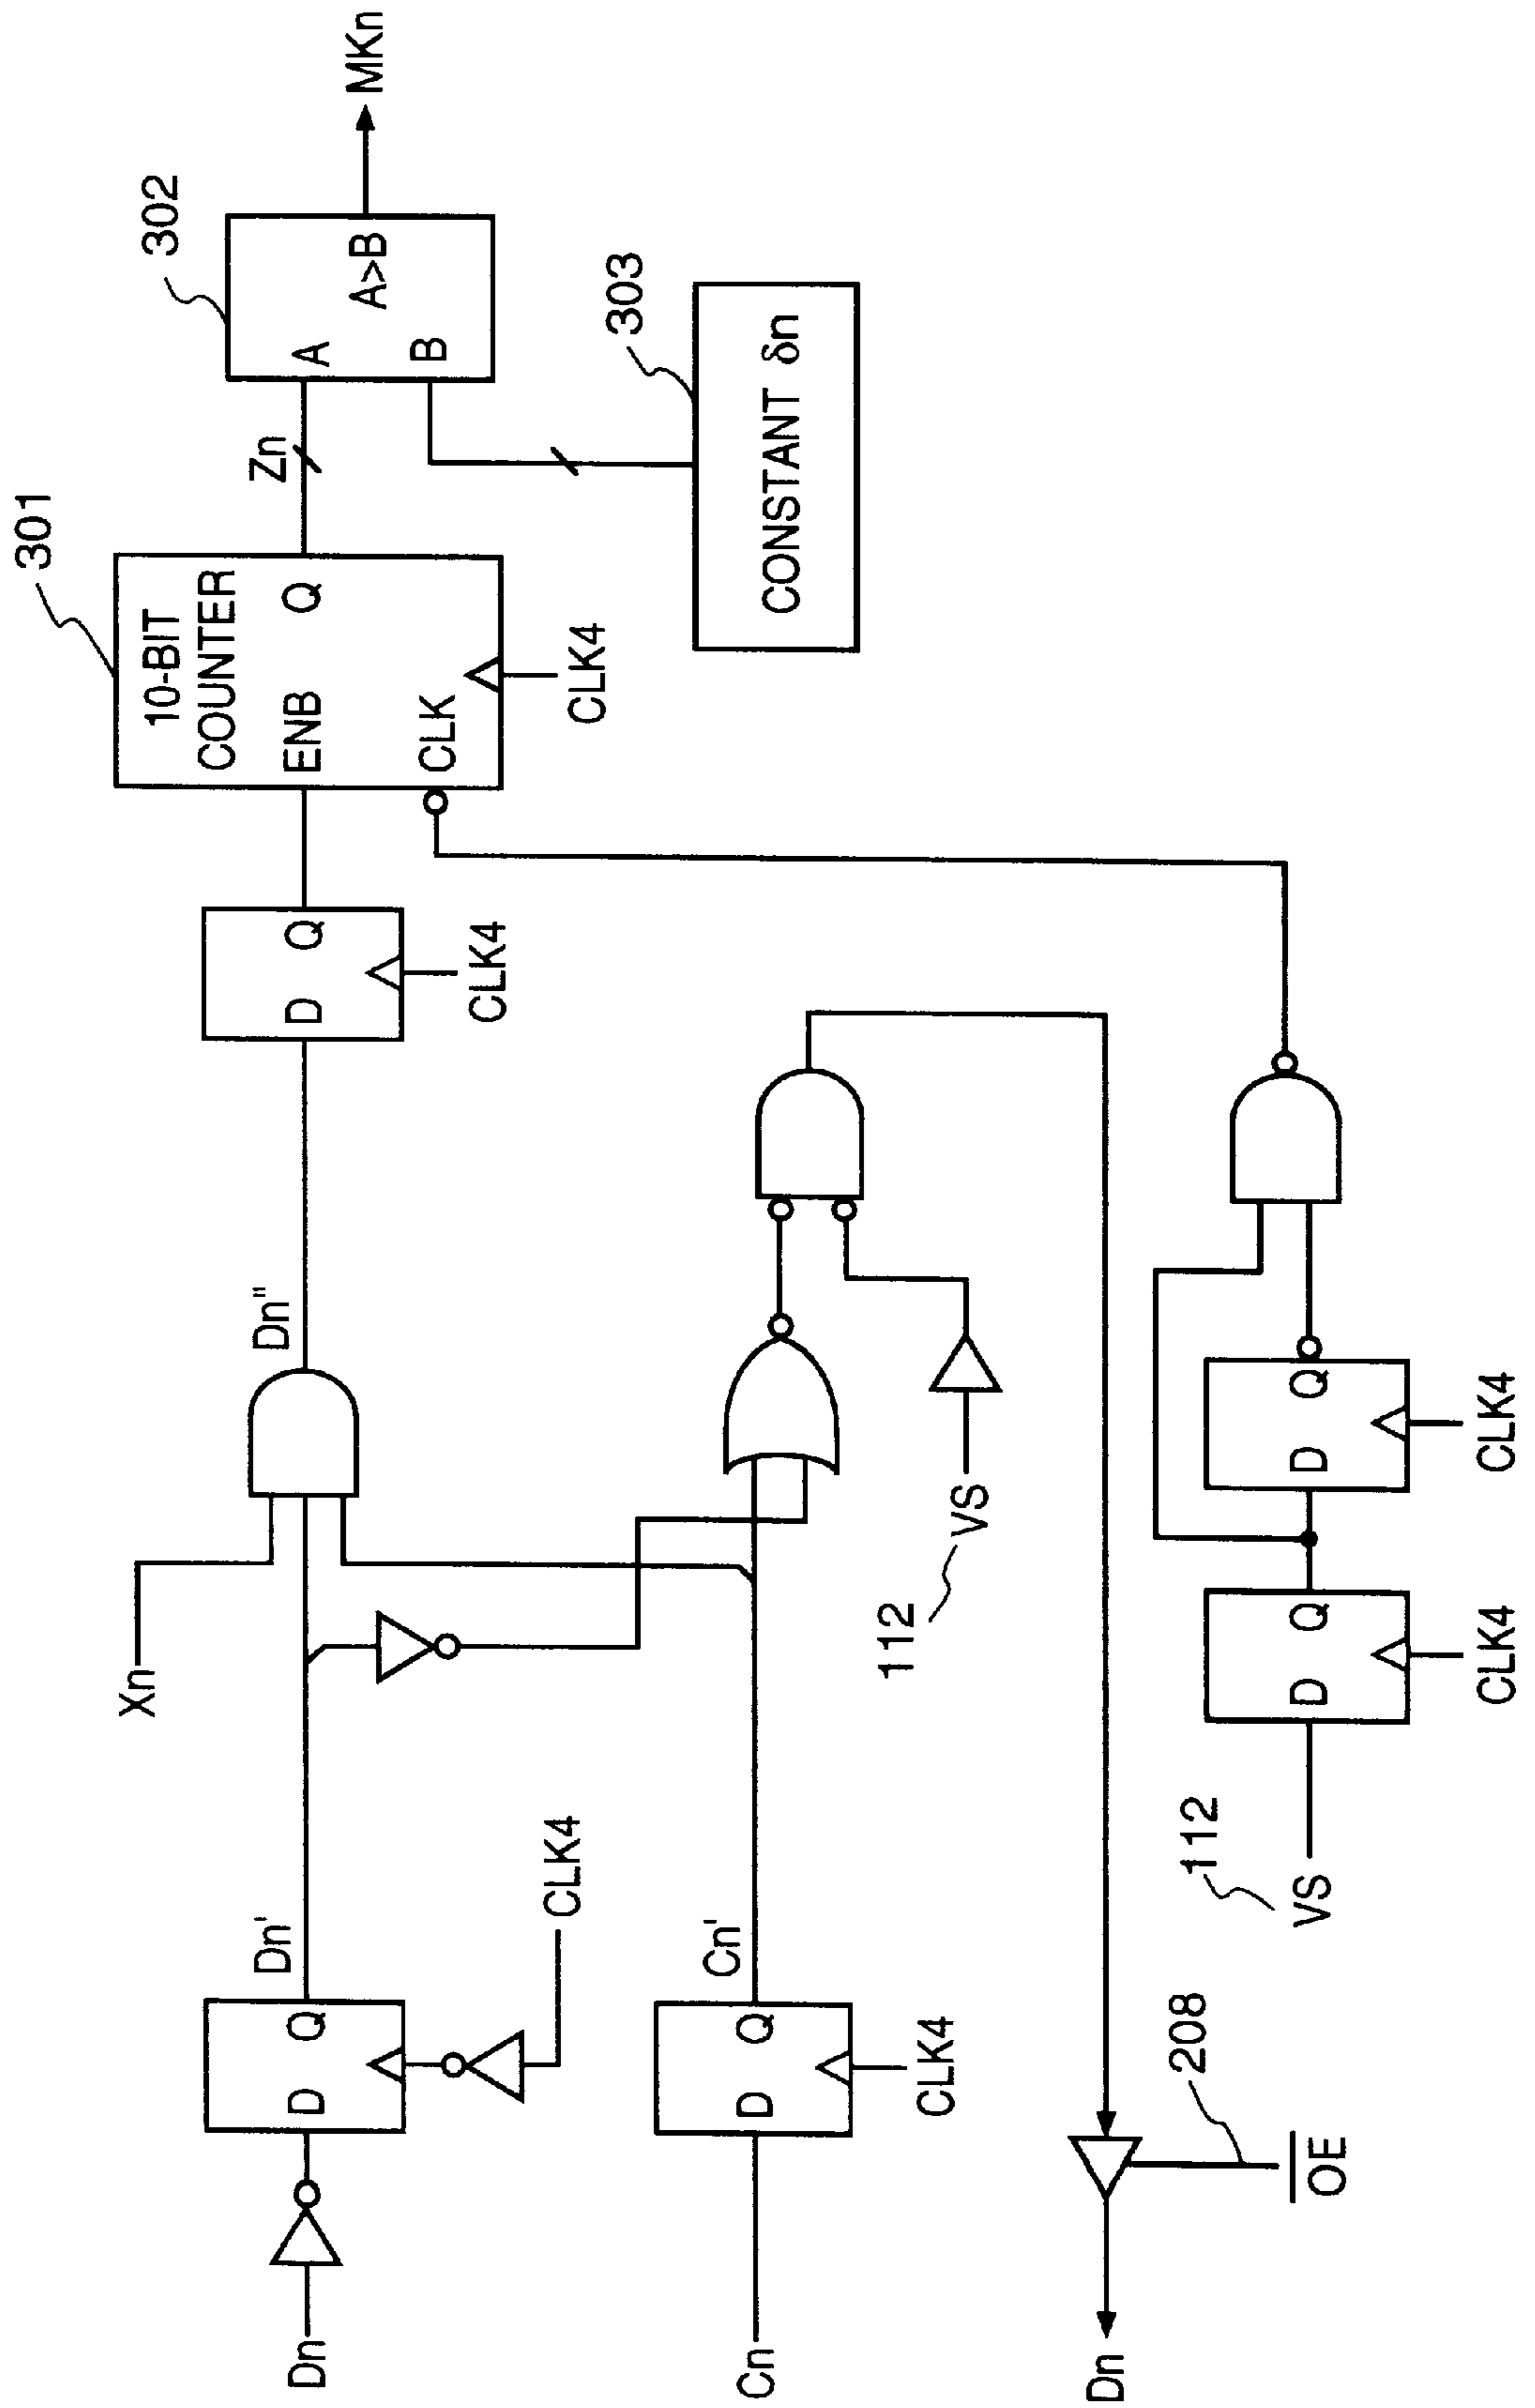 301
Xn
10-BIT
302
COUNTER
Dn'
Dn"
Zn
Dn
D Q
D Q
ENB Q
A
A>B
MKn
CLK
B
CLK4
CLK4
CLK4
303
Cn'
Cn
D Q
CONSTANT δn
112
CLK4
VS
Dn
208
112
OE
VS
D Q
D Q
CLK4
CLK4